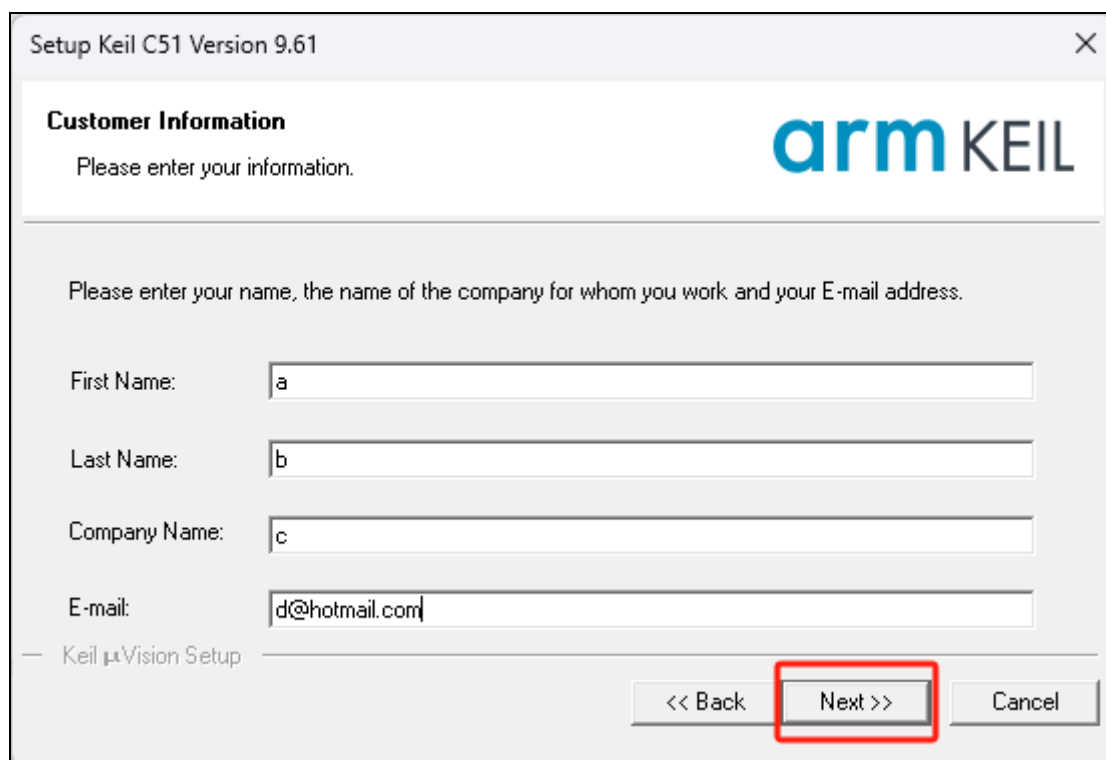 Setup Keil C51 Version 9.61
Customer Information
Please enter your information.
arm KEIL
Please enter your name, the name of the company for whom you work and your E-mail address.
First Name: a
Last Name: b
Company Name: c
E-mail: d@hotmail.com
Keil µVision Setup
<< Back Next >> Cancel